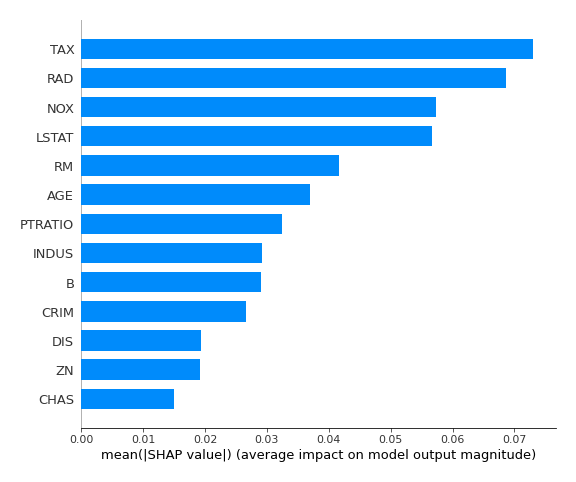 TAX
RAD
NOX
LSTAT
RM
AGE
PTRATIO
INDUS
B
CRIM
DIS
ZN
CHAS
0.00 0.01 0.02 0.03 0.04 0.05 0.06 0.07
mean(|SHAP value|) (average impact on model output magnitude)